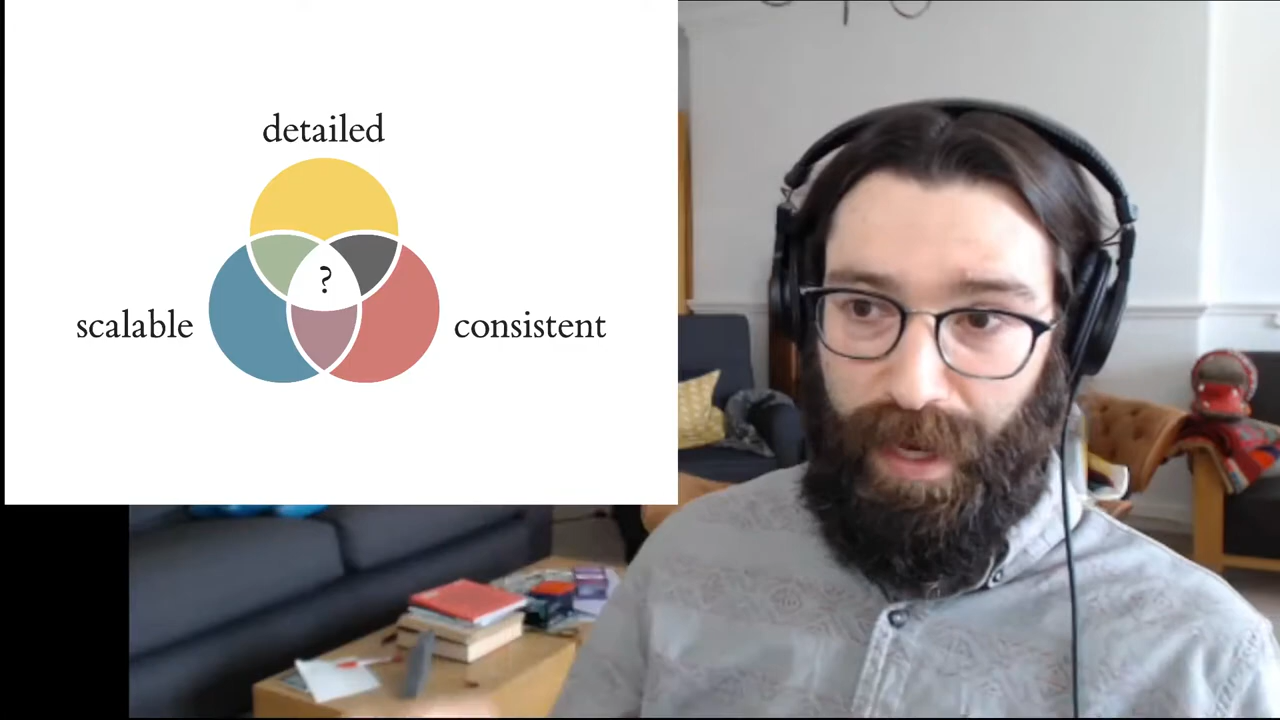 detailed
?
scalable
consistent